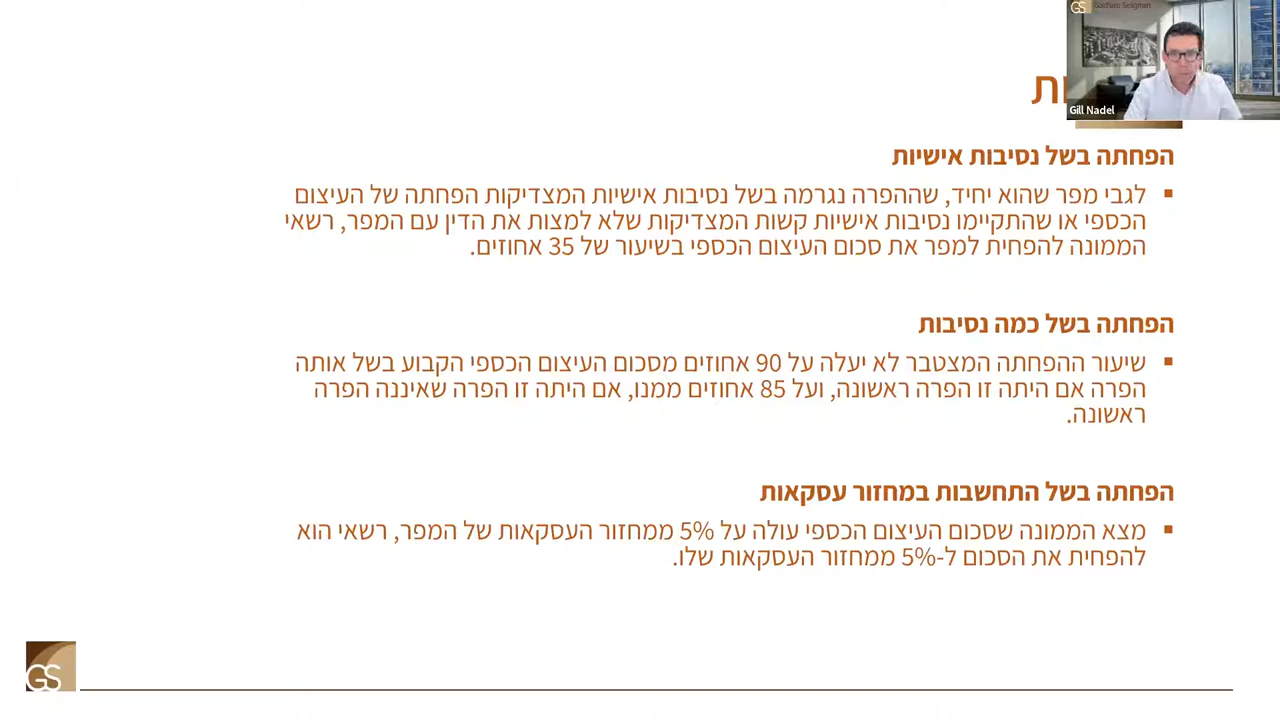 GS Goldfarb Seligman
Gill Nadel
הפחתה בשל נסיבות אישיות
לגבי מפר שהוא יחיד, שההפרה נגרמה בשל נסיבות אישיות המצדיקות הפחתה של העיצום
הכספי או שהתקיימו נסיבות אישיות קשות המצדיקות שלא למצות את הדין עם המפר, רשאי
הממונה להפחית למפר את סכום העיצום הכספי בשיעור של 35 אחוזים.
הפחתה בשל כמה נסיבות
שיעור ההפחתה המצטבר לא יעלה על 90 אחוזים מסכום העיצום הכספי הקבוע בשל אותה
הפרה אם היתה זו הפרה ראשונה, ועל 85 אחוזים ממנו, אם היתה זו הפרה שאיננה הפרה
ראשונה.
הפחתה בשל התחשבות במחזור עסקאות
מצא הממונה שסכום העיצום הכספי עולה על 5% ממחזור העסקאות של המפר, רשאי הוא
להפחית את הסכום ל-5% ממחזור העסקאות שלו.
GS